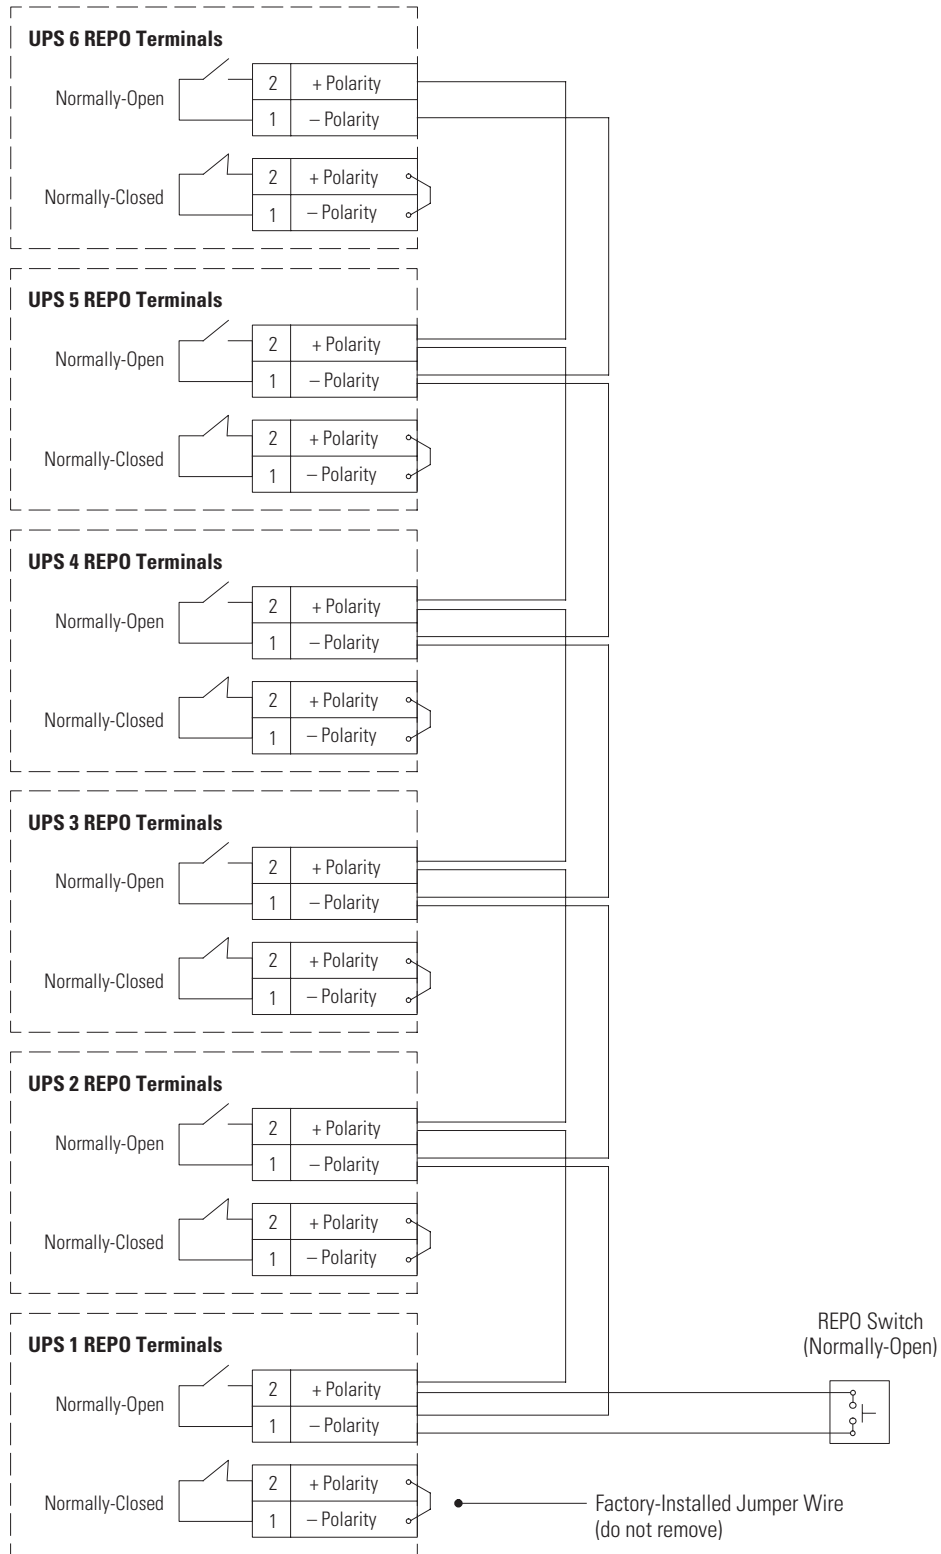 UPS 6 REPO Terminals
Normally-Open
2 + Polarity
1 – Polarity
Normally-Closed
2 + Polarity
1 – Polarity
UPS 5 REPO Terminals
Normally-Open
2 + Polarity
1 – Polarity
Normally-Closed
2 + Polarity
1 – Polarity
UPS 4 REPO Terminals
Normally-Open
2 + Polarity
1 – Polarity
Normally-Closed
2 + Polarity
1 – Polarity
UPS 3 REPO Terminals
Normally-Open
2 + Polarity
1 – Polarity
Normally-Closed
2 + Polarity
1 – Polarity
UPS 2 REPO Terminals
Normally-Open
2 + Polarity
1 – Polarity
Normally-Closed
2 + Polarity
1 – Polarity
REPO Switch
(Normally-Open)
UPS 1 REPO Terminals
Normally-Open
2 + Polarity
1 – Polarity
Normally-Closed
2 + Polarity
1 – Polarity
Factory-Installed Jumper Wire
(do not remove)